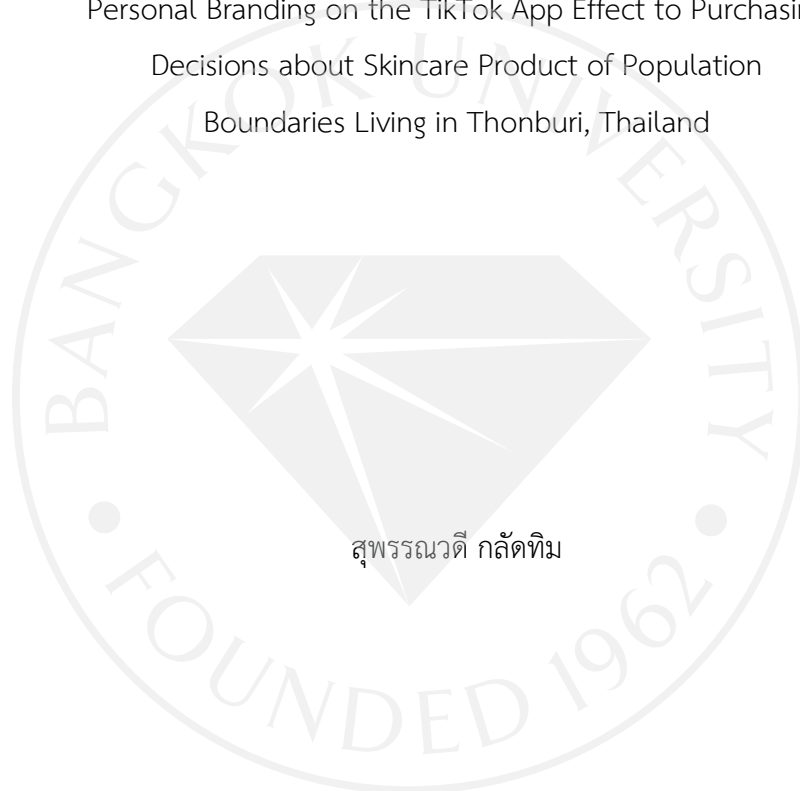 Personal Branding on the TikTok App Effect to
Decisions about Skincare Product of Population
Boundaries Living in Thonburi, Thailand
BANGKOK UNIVERSITY
สุพรรณวดี กลัดทิม
FOUNDED 1962